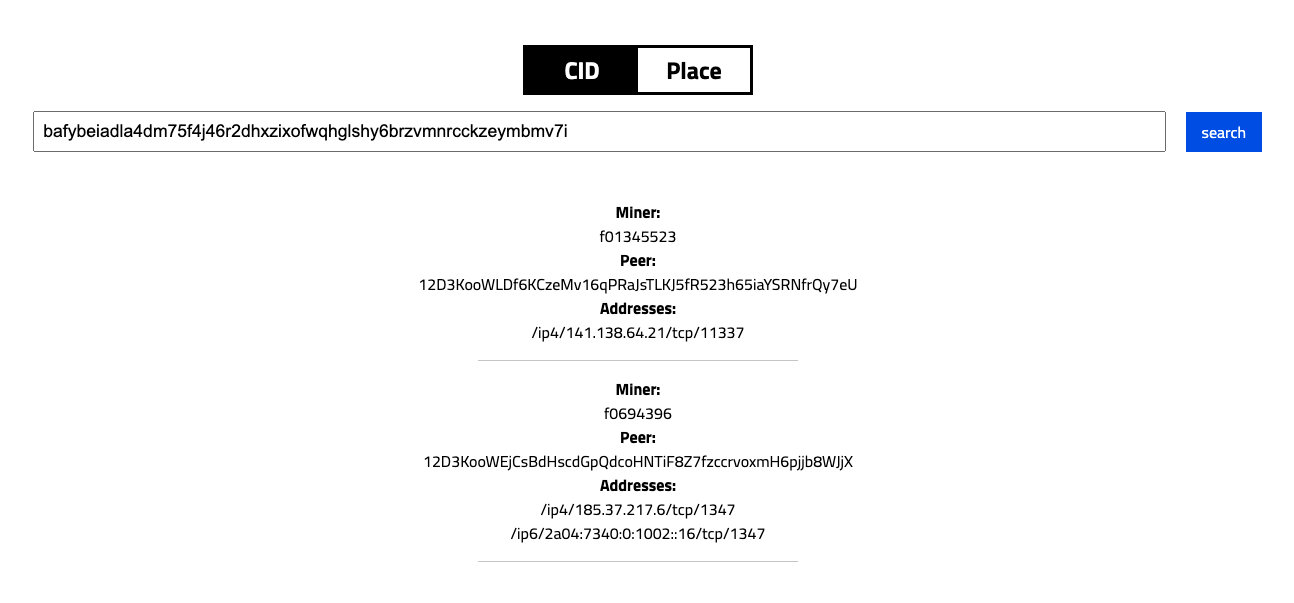 CID Place
bafybeiadla4dm75f4j46r2dhxzixofwqhglshy6brzvmnrcckzeymbmv7i
search
Miner:
f01345523
Peer:
12D3KooWLDf6KCzeMv16qPRaJsTLKJ5fR523h65iaYSRNfrQy7eU
Addresses:
/ip4/141.138.64.21/tcp/11337
Miner:
f0694396
Peer:
12D3KooWEjCsBdHscdGpQdcoHNTiF8Z7fzccrvoxmH6pjjb8WJjX
Addresses:
/ip4/185.37.217.6/tcp/1347
/ip6/2a04:7340:0:1002::16/tcp/1347